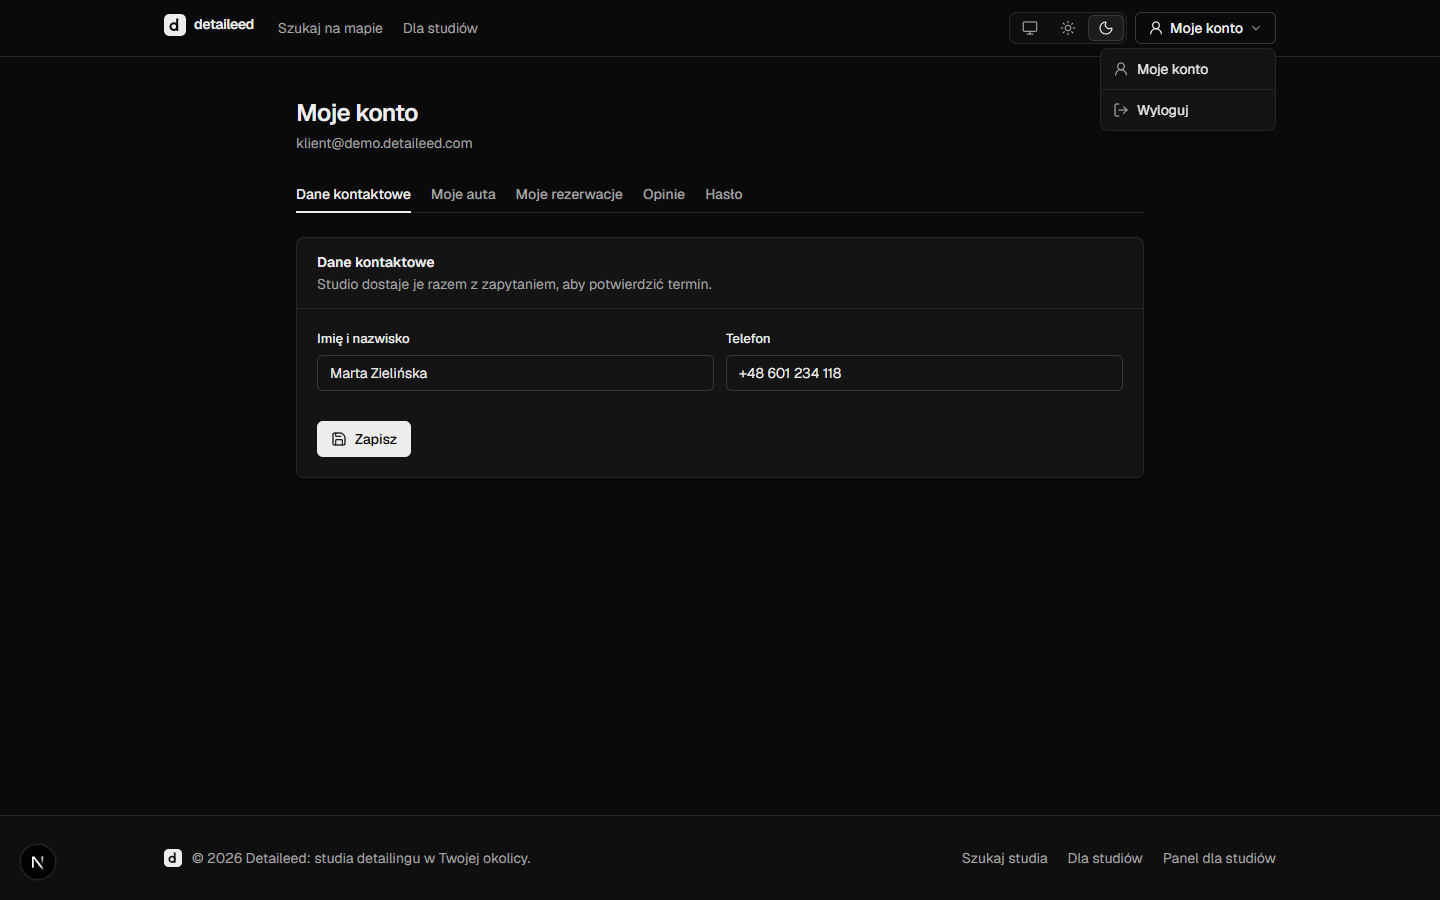 d detaileed
Szukaj na mapie
Dla studiów
Moje konto
Moje konto
Wyloguj
Moje konto
klient@demo.detaileed.com
Dane kontaktowe
Moje auta
Moje rezerwacje
Opinie
Hasło
Dane kontaktowe
Studio dostaje je razem z zapytaniem, aby potwierdzić termin.
Imię i nazwisko
Telefon
Marta Zielińska
+48 601 234 118
Zapisz
N
d © 2026 Detaileed: studia detailingu w Twojej okolicy.
Szukaj studia
Dla studiów
Panel dla studiów